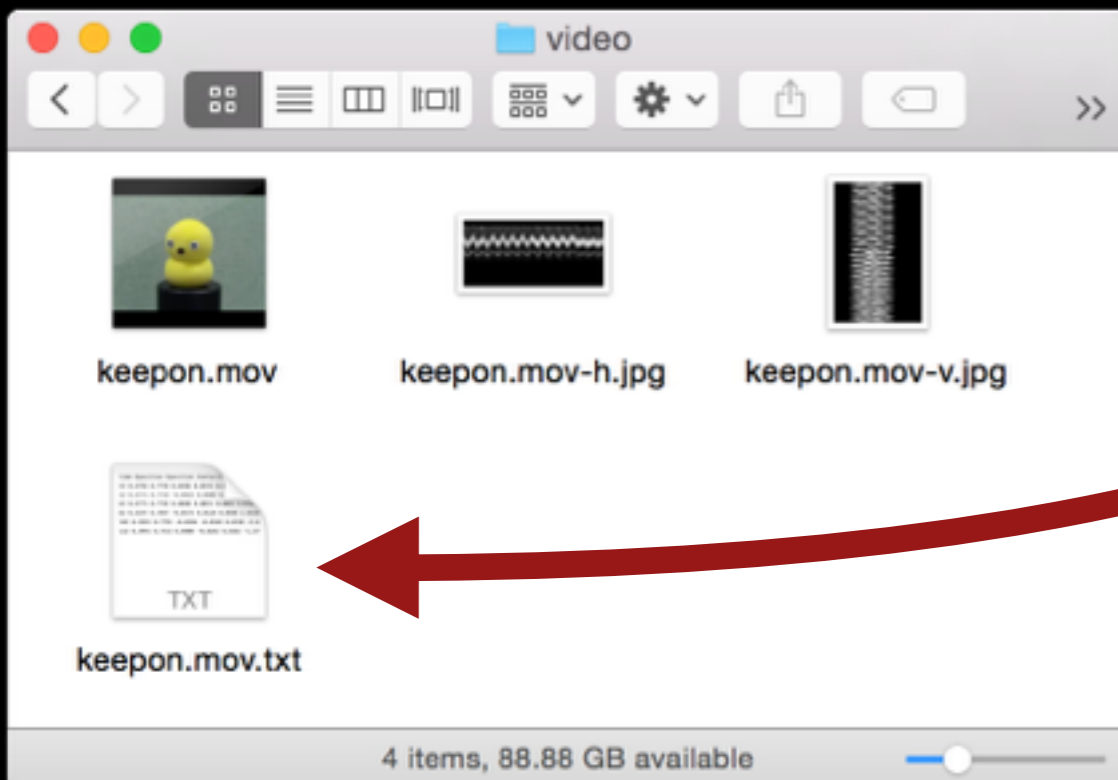 video
keepon.mov
keepon.mov-h.jpg
keepon.mov-v.jpg
TXT
keepon.mov.txt
4 items, 88.88 GB available